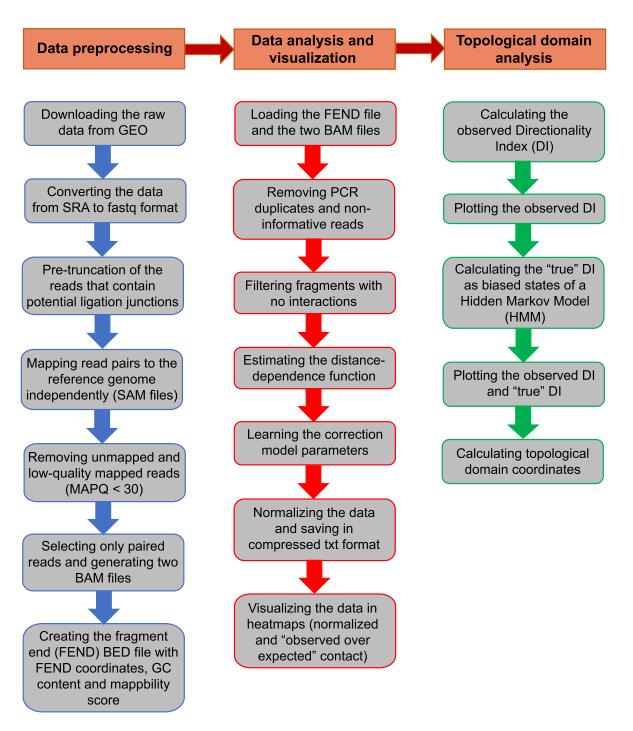 Data preprocessing
Data analysis and
visualization
Topological domain
analysis
Downloading the raw
data from GEO
Converting the data
from SRA to fastq format
Pre-truncation of the
reads that contain
potential ligation junctions
Mapping read pairs to the
reference genome
independently (SAM files)
Removing unmapped and
low-quality mapped reads
(MAPQ < 30)
Selecting only paired
reads and generating two
BAM files
Creating the fragment
end (FEND) BED file with
FEND coordinates, GC
content and mappbility
score
Loading the FEND file
and the two BAM files
Removing PCR
duplicates and non-
informative reads
Filtering fragments with
no interactions
Estimating the distance-
dependence function
Learning the correction
model parameters
Normalizing the data
and saving in
compressed txt format
Visualizing the data in
heatmaps (normalized
and “observed over
expected” contact)
Calculating the
observed Directionality
Index (DI)
Plotting the observed DI
Calculating the “true” DI
as biased states of a
Hidden Markov Model
(HMM)
Plotting the observed DI
and “true” DI
Calculating topological
domain coordinates